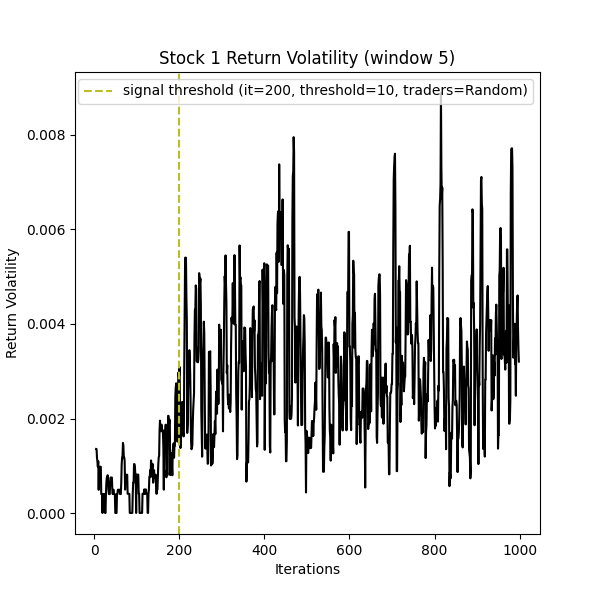 Stock 1 Return Volatility (window 5)
signal threshold (it=200, threshold=10, traders=Random)
0.008
0.006
0.004
0.002
0.000
Return Volatility
0 200 400 600 800 1000
Iterations